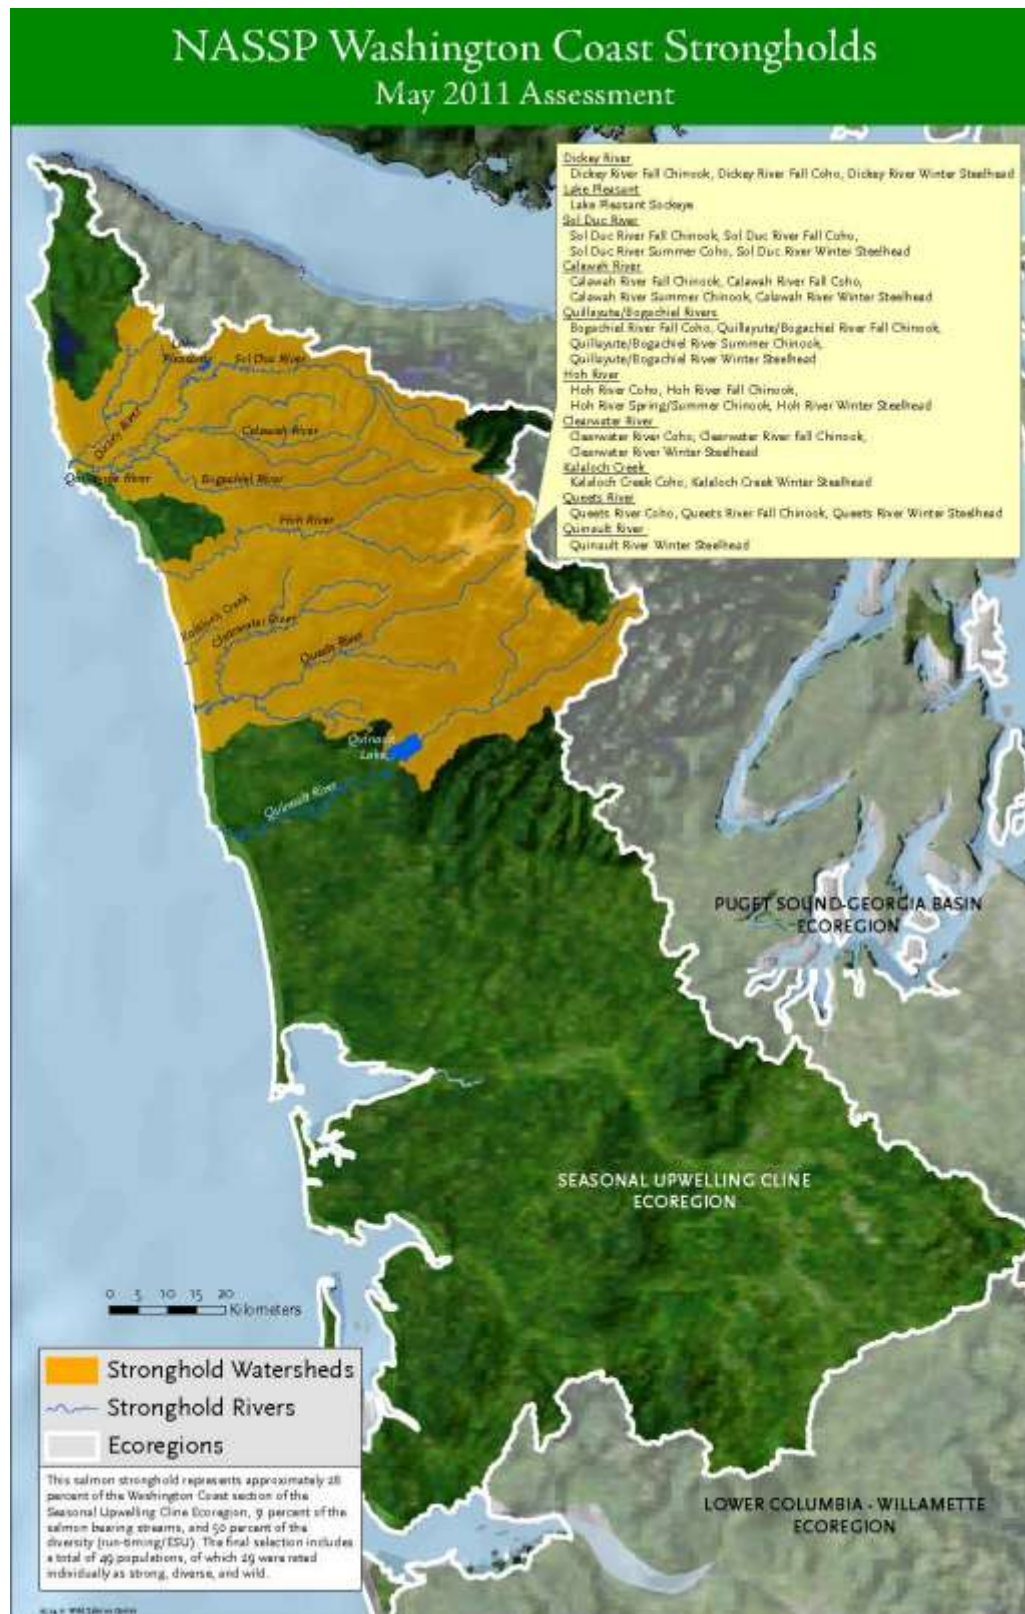 NASSP Washington Coast Strongholds
May 2011 Assessment
Dickey River
Dickey River Fall Chinook, Dickey River Fall Coho, Dickey River Winter Steelhead
Lake Pleasant
Lake Pleasant Sockeye
Sol Duc River
Sol Duc River Fall Chinook, Sol Duc River Fall Coho,
Sol Duc River Summer Coho, Sol Duc River Winter Steelhead
Calawah River
Calawah River Fall Chinook, Calawah River Fall Coho,
Calawah River Summer Chinook, Calawah River Winter Steelhead
Quillayute/Bogachiel Rivers
Bogachiel River Fall Coho, Quillayute/Bogachiel River Fall Chinook,
Quillayute/Bogachiel River Summer Chinook,
Quillayute/Bogachiel River Winter Steelhead
Hoh River
Hoh River Coho, Hoh River Fall Chinook,
Hoh River Spring/Summer Chinook, Hoh River Winter Steelhead
Clearwater River
Clearwater River Coho, Clearwater River Fall Chinook,
Clearwater River Winter Steelhead
Kalaloch Creek
Kalaloch Creek Coho, Kalaloch Creek Winter Steelhead
Queets River
Queets River Coho, Queets River Fall Chinook, Queets River Winter Steelhead
Quinault River
Quinault River Winter Steelhead
Lake
Pleasant
Sol Duc River
Dickey River
Calawah River
Quillayute River
Bogachiel River
Hoh River
Kalaloch Creek
Clearwater River
Queets River
Quinault
Lake
Quinault River
PUGET SOUND-GEORGIA BASIN
ECOREGION
SEASONAL UPWELLING CLINE
ECOREGION
0 5 10 15 20
Kilometers
Stronghold Watersheds
Stronghold Rivers
Ecoregions
This salmon stronghold represents approximately 28
percent of the Washington Coast section of the
Seasonal Upwelling Cline Ecoregion, 9 percent of the
salmon bearing streams, and 50 percent of the
diversity (run-timing/ESU). The final selection includes
a total of 49 populations, of which 29 were rated
individually as strong, diverse, and wild.
LOWER COLUMBIA - WILLAMETTE
ECOREGION
Wild Salmon Center